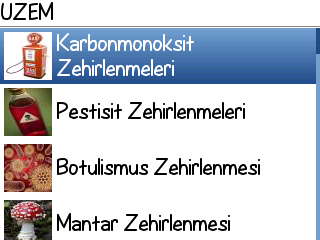 UZEM
Karbonmonoksit
Zehirlenmeleri
Pestisit Zehirlenmeleri
Botulismus Zehirlenmesi
Mantar Zehirlenmesi